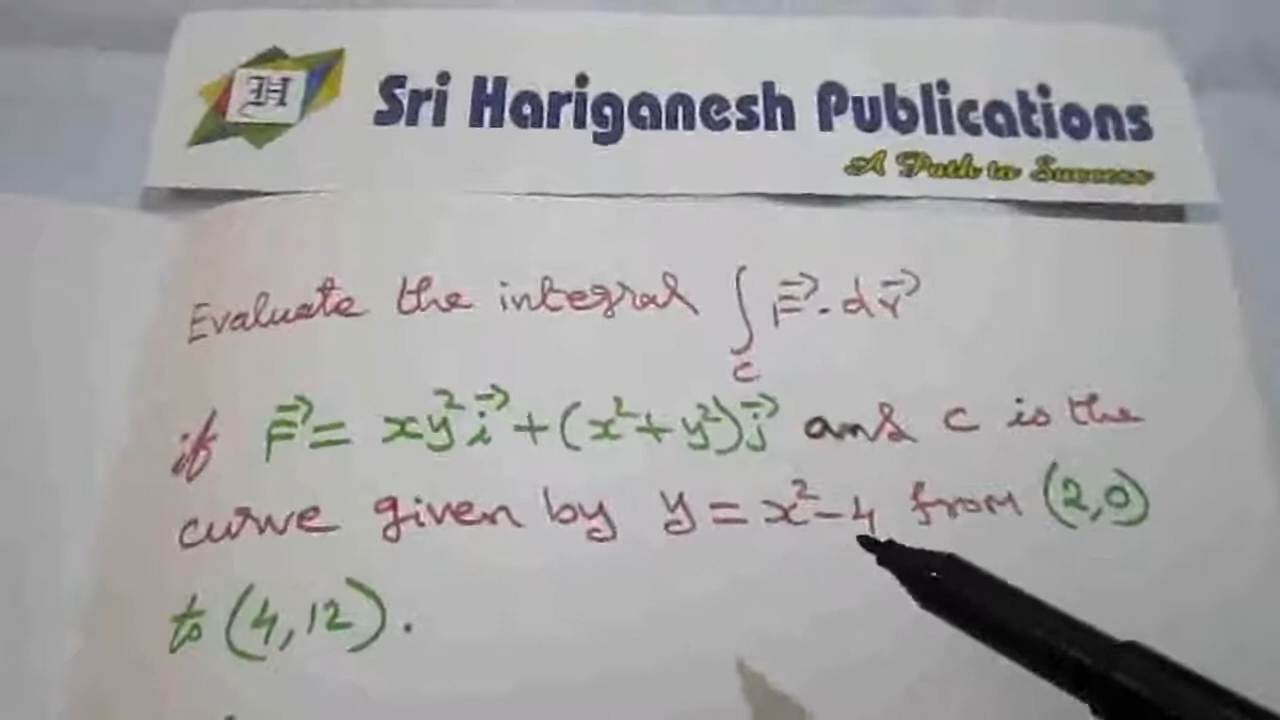 H
Sri Hariganesh Publications
A Path to Success
Evaluate the integral ∫_C F⃗ . dr⃗
if F⃗ = xy² i⃗ + (x² + y²) j⃗ and C is the
curve given by y = x² - 4 from (2,0)
to (4,12).